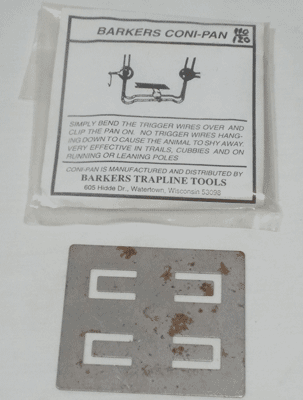 BARKERS CONI-PAN
NO
120
SIMPLY BEND THE TRIGGER WIRES OVER AND
CLIP THE PAN ON. NO TRIGGER WIRES HANG-
ING DOWN TO CAUSE THE ANIMAL TO SHY AWAY.
VERY EFFECTIVE IN TRAILS, CUBBIES AND ON
RUNNING OR LEANING POLES
CONI-PAN IS MANUFACTURED AND DISTRIBUTED BY
BARKERS TRAPLINE TOOLS
605 Hidde Dr., Watertown, Wisconsin 53098